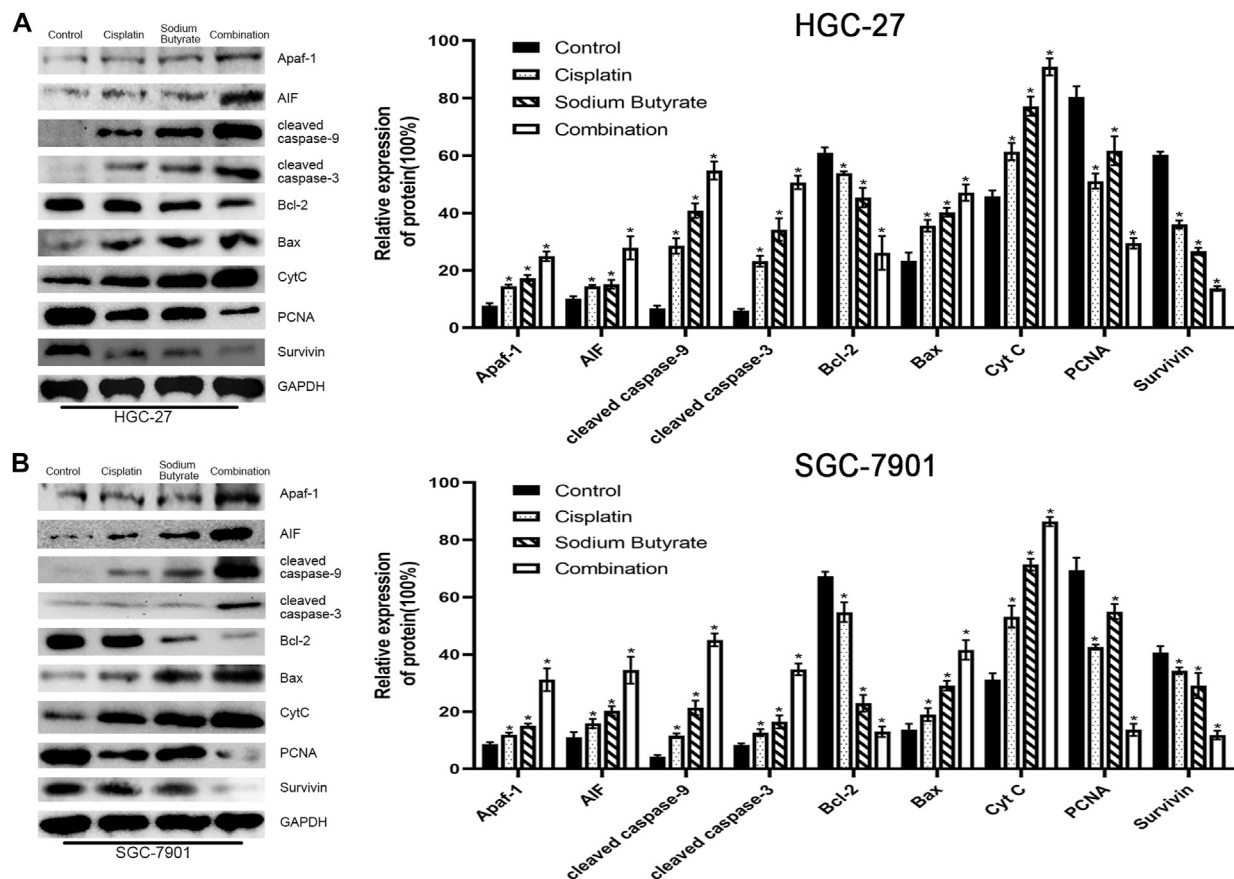 A
Control Cisplatin Sodium Butyrate Combination
Apaf-1
AIF
cleaved
caspase-9
cleaved
caspase-3
Bcl-2
Bax
CytC
PCNA
Survivin
GAPDH
HGC-27
HGC-27
Control
Cisplatin
Sodium Butyrate
Combination
Relative expression
of protein(100%)
100
80
60
40
20
0
* * * * * * * * * * * * * * * * * * * * * * * * * * *
Apaf-1 AIF cleaved caspase-9 cleaved caspase-3 Bcl-2 Bax Cyt C PCNA Survivin
B
Control Cisplatin Sodium Butyrate Combination
Apaf-1
AIF
cleaved
caspase-9
cleaved
caspase-3
Bcl-2
Bax
CytC
PCNA
Survivin
GAPDH
SGC-7901
SGC-7901
Control
Cisplatin
Sodium Butyrate
Combination
Relative expression
of protein(100%)
100
80
60
40
20
0
* * * * * * * * * * * * * * * * * * * * * * * * * * *
Apaf-1 AIF cleaved caspase-9 cleaved caspase-3 Bcl-2 Bax Cyt C PCNA Survivin